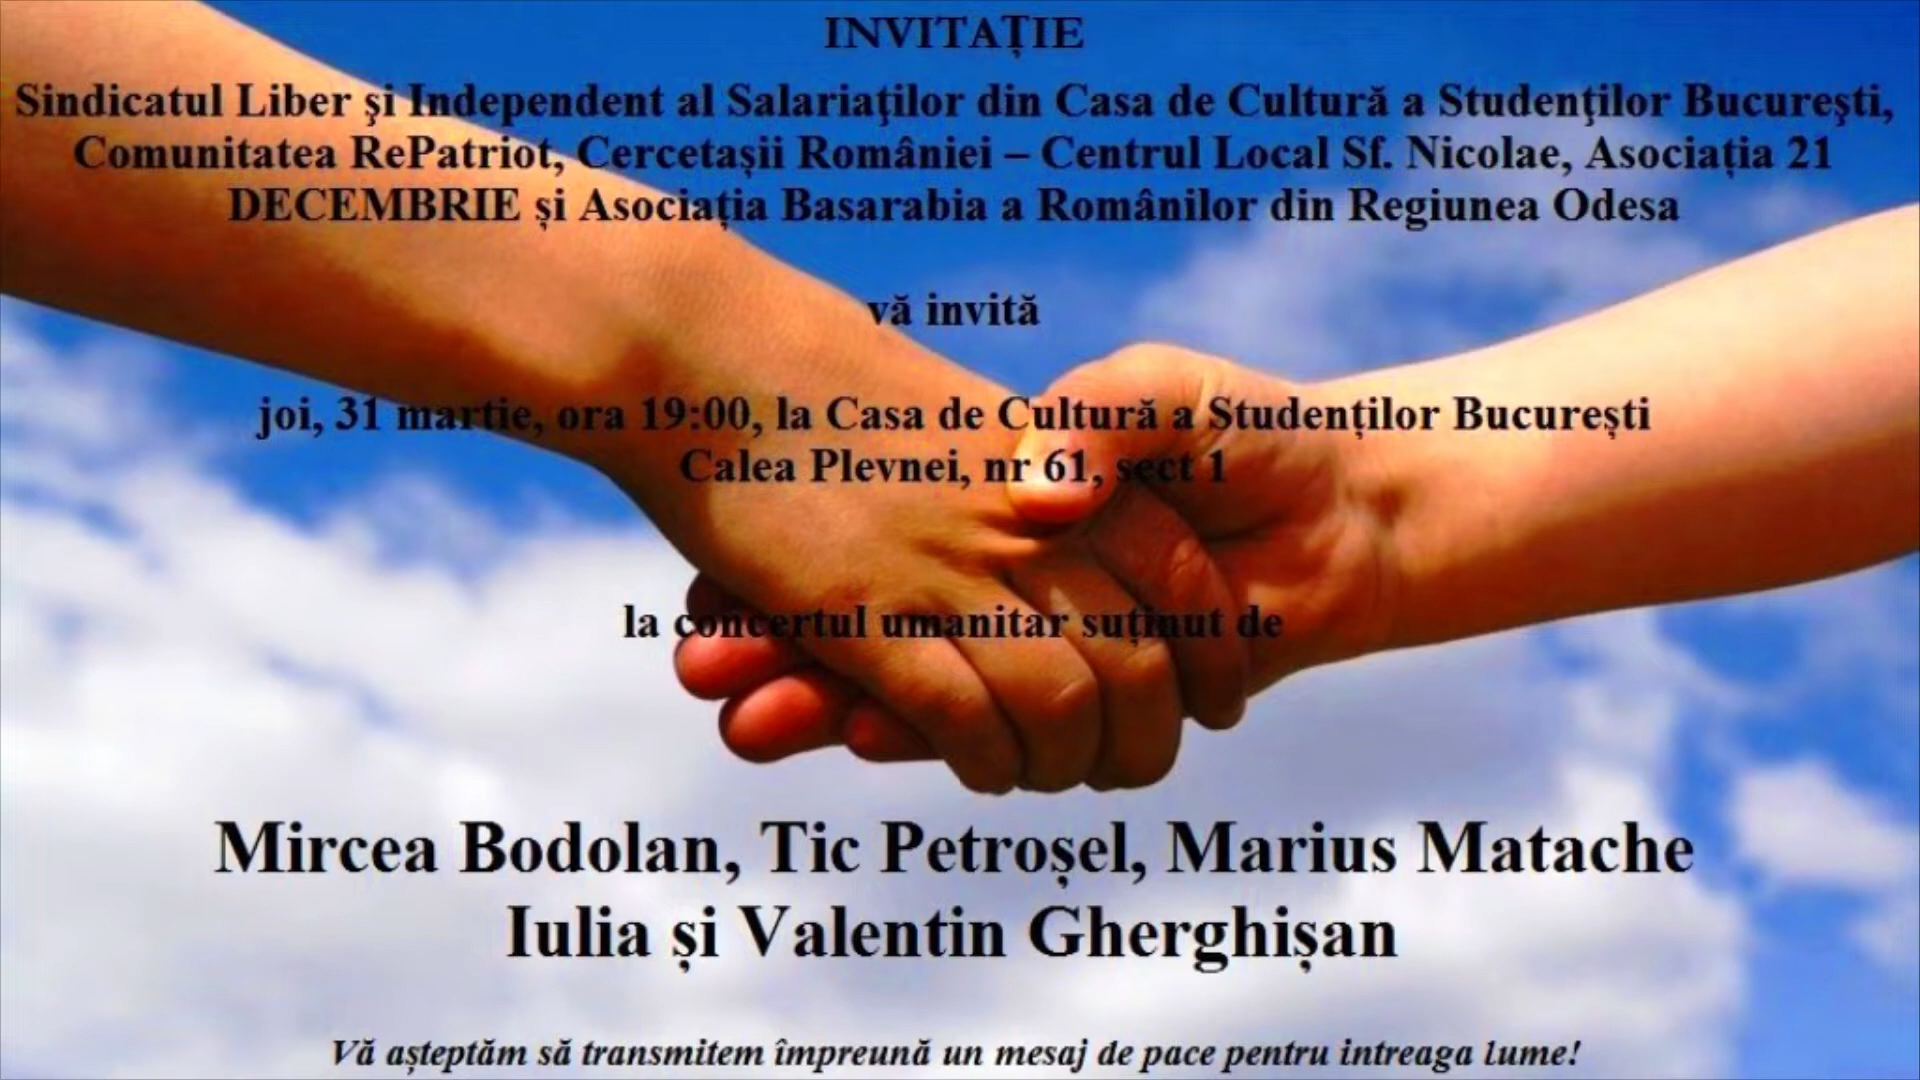 INVITAȚIE
Sindicatul Liber şi Independent al Salariaţilor din Casa de Cultură a Studenţilor Bucureşti,
Comunitatea RePatriot, Cercetașii României – Centrul Local Sf. Nicolae, Asociația 21
DECEMBRIE și Asociația Basarabia a Românilor din Regiunea Odesa
vă invită
joi, 31 martie, ora 19:00, la Casa de Cultură a Studenților București
Calea Plevnei, nr 61, sect 1
la concertul umanitar suținut de
Mircea Bodolan, Tic Petroșel, Marius Matache
Iulia și Valentin Gherghișan
Vă așteptăm să transmitem împreună un mesaj de pace pentru intreaga lume!